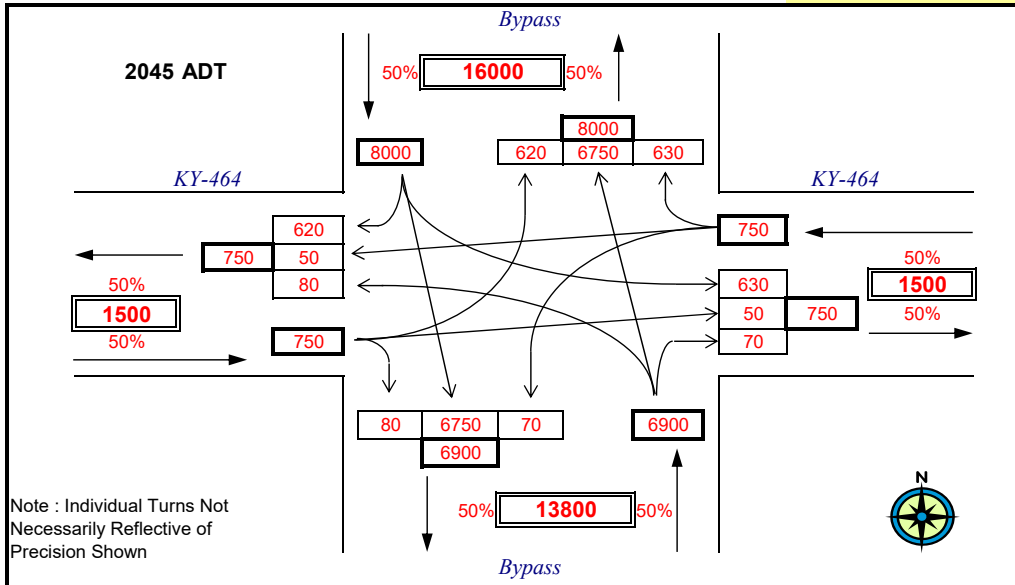 Bypass
2045 ADT
50% 16000 50%
8000
8000
620 6750 630
KY-464
KY-464
620
750 50
80
750
50%
1500
50%
630
50 750
70
50%
1500
50%
750
80 6750 70
6900
6900
N
Note : Individual Turns Not
Necessarily Reflective of
Precision Shown
50% 13800 50%
Bypass